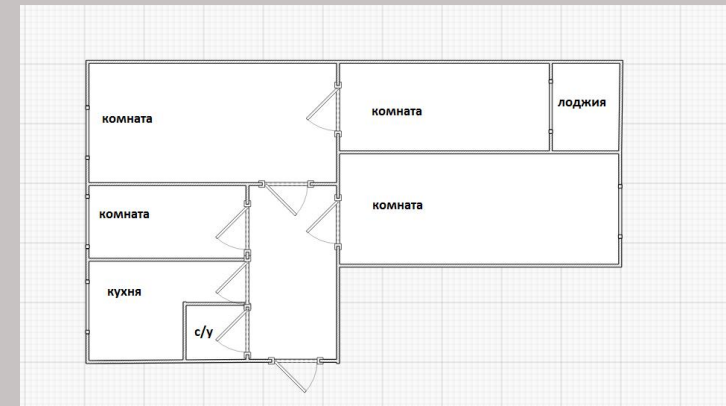 комната
комната
лоджия
комната
комната
кухня
с/у